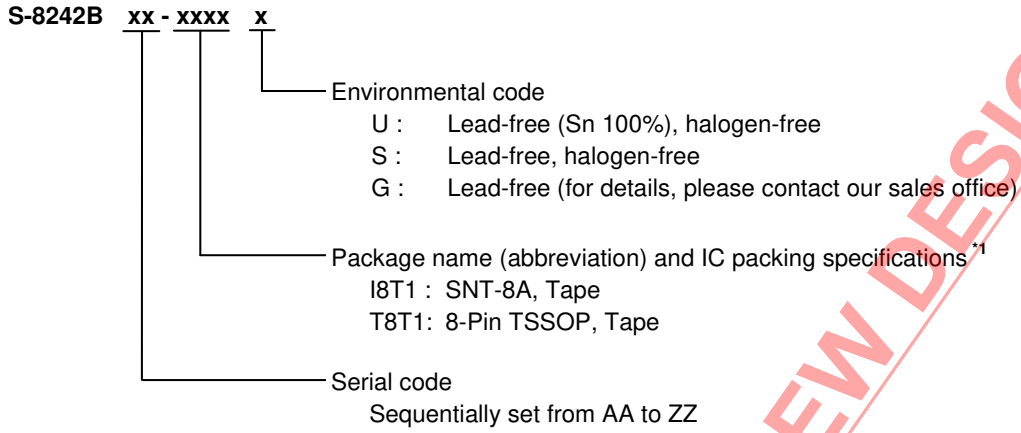 S-8242B xx - xxxx x
Environmental code
U : Lead-free (Sn 100%), halogen-free
S : Lead-free, halogen-free
G : Lead-free (for details, please contact our sales office)
Package name (abbreviation) and IC packing specifications *1
I8T1 : SNT-8A, Tape
T8T1: 8-Pin TSSOP, Tape
Serial code
Sequentially set from AA to ZZ